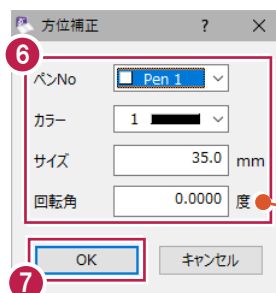 方位補正 ?
6
ペンNo Pen 1
カラー 1
サイズ 35.0 mm
回転角 0.0000 度
OK キャンセル
7